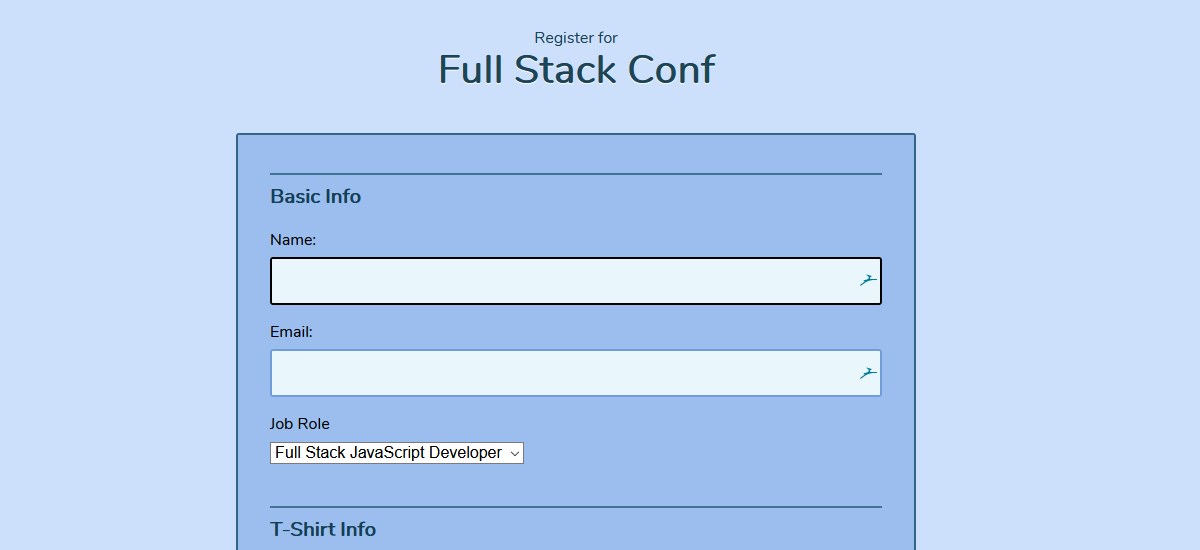 Register for
Full Stack Conf
Basic Info
Name:
Email:
Job Role
Full Stack JavaScript Developer
T-Shirt Info